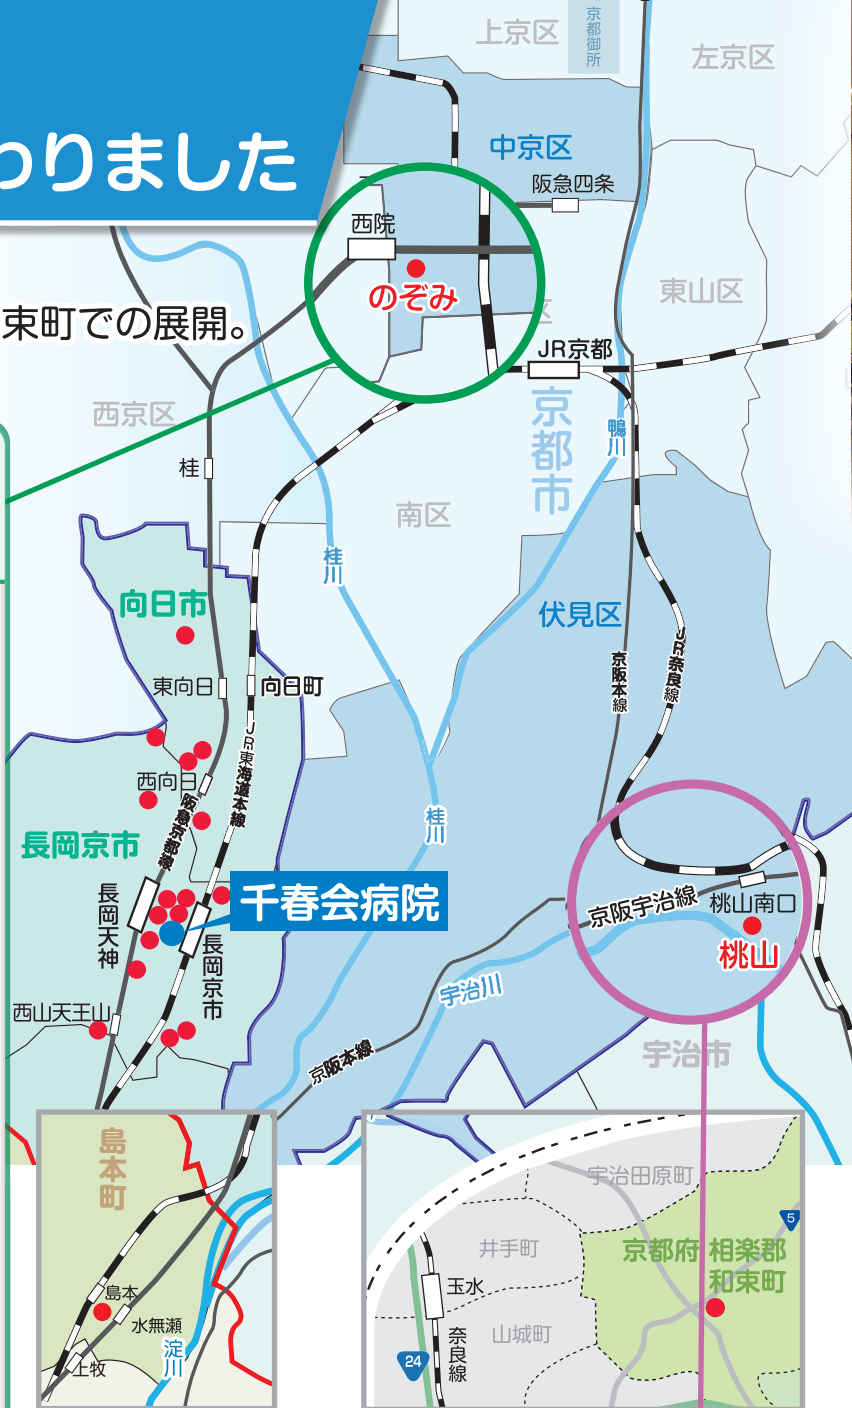 わりました
束町での展開。
上京区
京都御所
左京区
中京区
阪急四条
西院
のぞみ
区
東山区
JR京都
西京区
京都市
鴨川
桂
南区
桂川
向日市
伏見区
京阪本線
JR奈良線
東向日
向日町
JR東海道本線
西向日
阪急京都線
桂川
長岡京市
千春会病院
長岡天神
長岡京市
京阪宇治線
桃山南口
桃山
宇治川
西山天王山
京阪本線
宇治市
島本町
島本
水無瀬
上牧
淀川
宇治田原町
井手町
京都府 相楽郡
和束町
5
玉水
山城町
奈良線
24